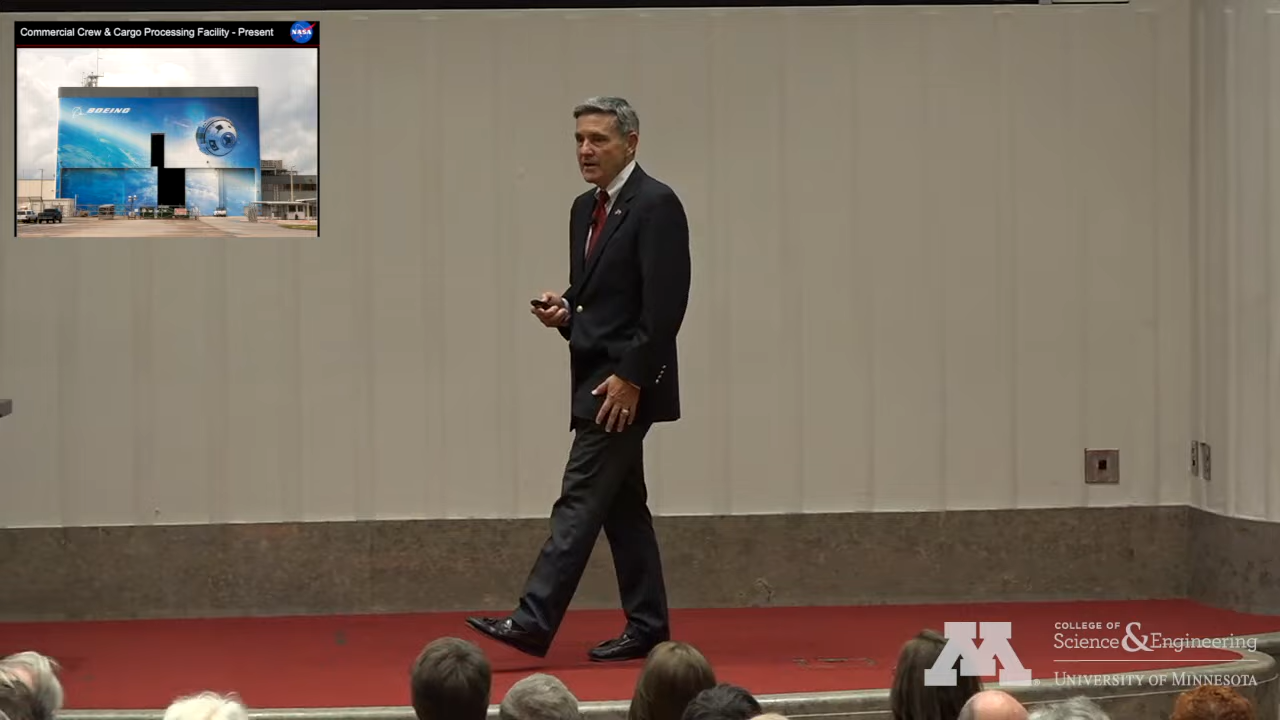 Commercial Crew & Cargo Processing Facility - Present
NASA
BOEING
M
COLLEGE OF
Science & Engineering
UNIVERSITY OF MINNESOTA